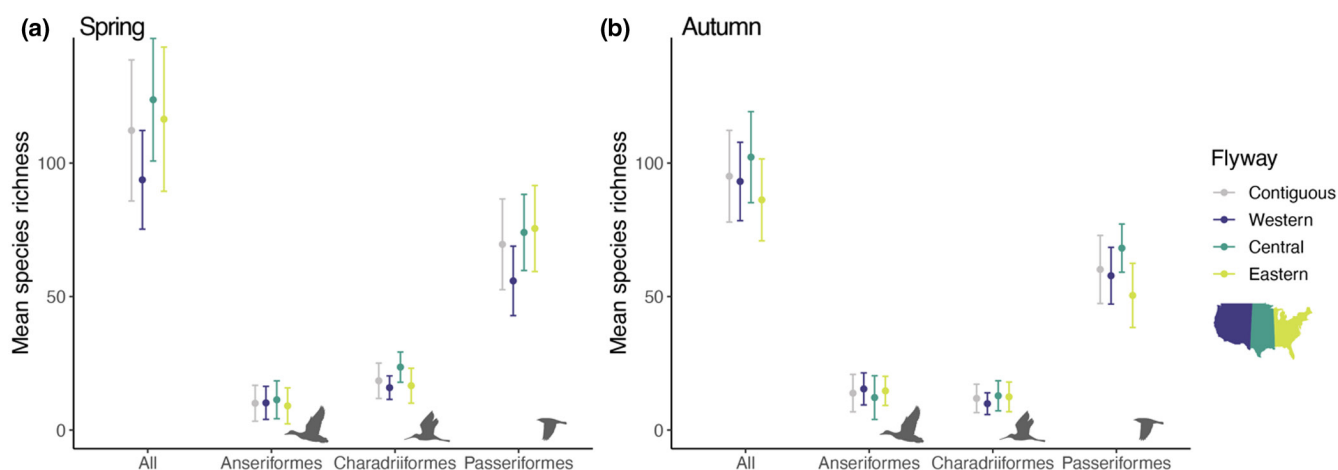 (a) Spring
Mean species richness
100
50
0
All Anseriformes Charadriiformes Passeriformes
(b) Autumn
Mean species richness
100
50
0
All Anseriformes Charadriiformes Passeriformes
Flyway
Contiguous
Western
Central
Eastern